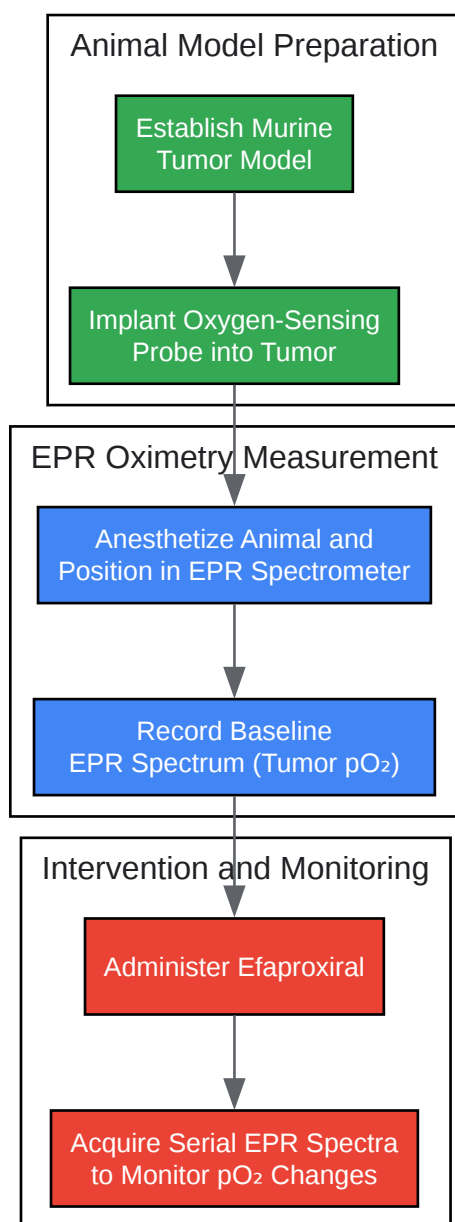 Animal Model Preparation
Establish Murine
Tumor Model
Implant Oxygen-Sensing
Probe into Tumor
EPR Oximetry Measurement
Anesthetize Animal and
Position in EPR Spectrometer
Record Baseline
EPR Spectrum (Tumor pO₂)
Intervention and Monitoring
Administer Efaproxiral
Acquire Serial EPR Spectra
to Monitor pO₂ Changes